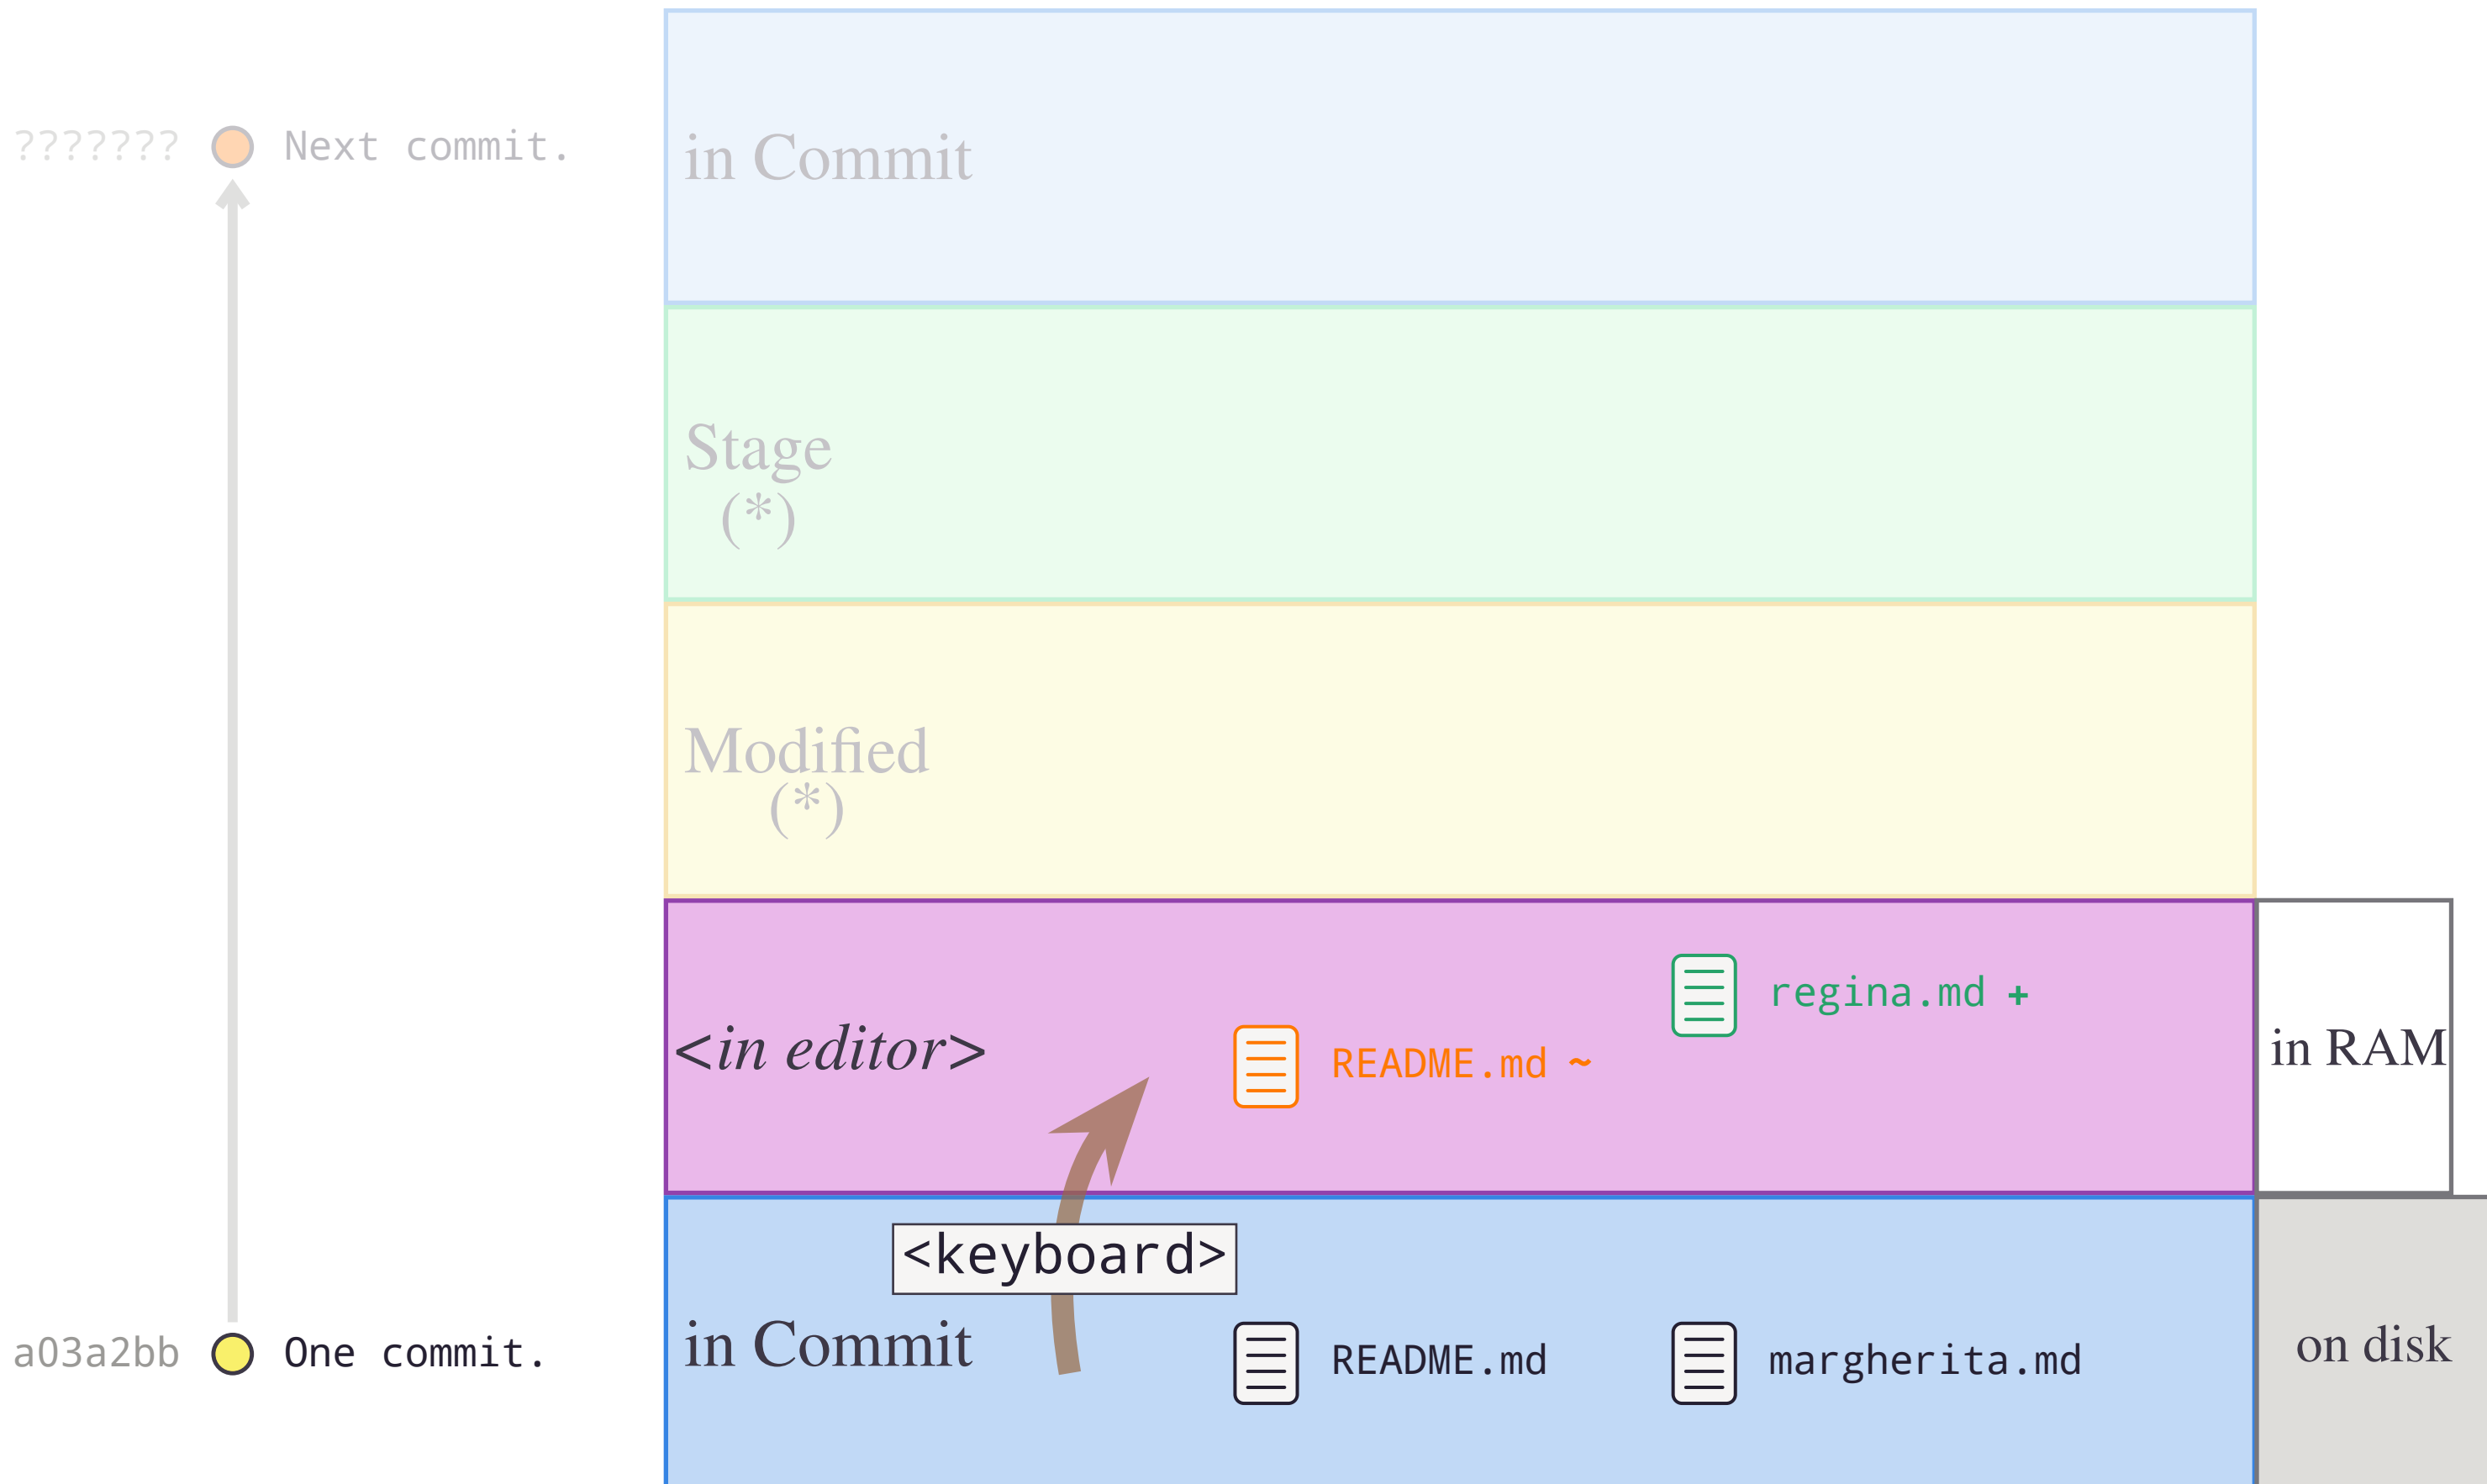 ??????? Next commit.
in Commit
Stage
(*)
Modified
(*)
<in editor>
README.md ~
regina.md +
in RAM
<keyboard>
a03a2bb One commit.
in Commit
README.md
margherita.md
on disk